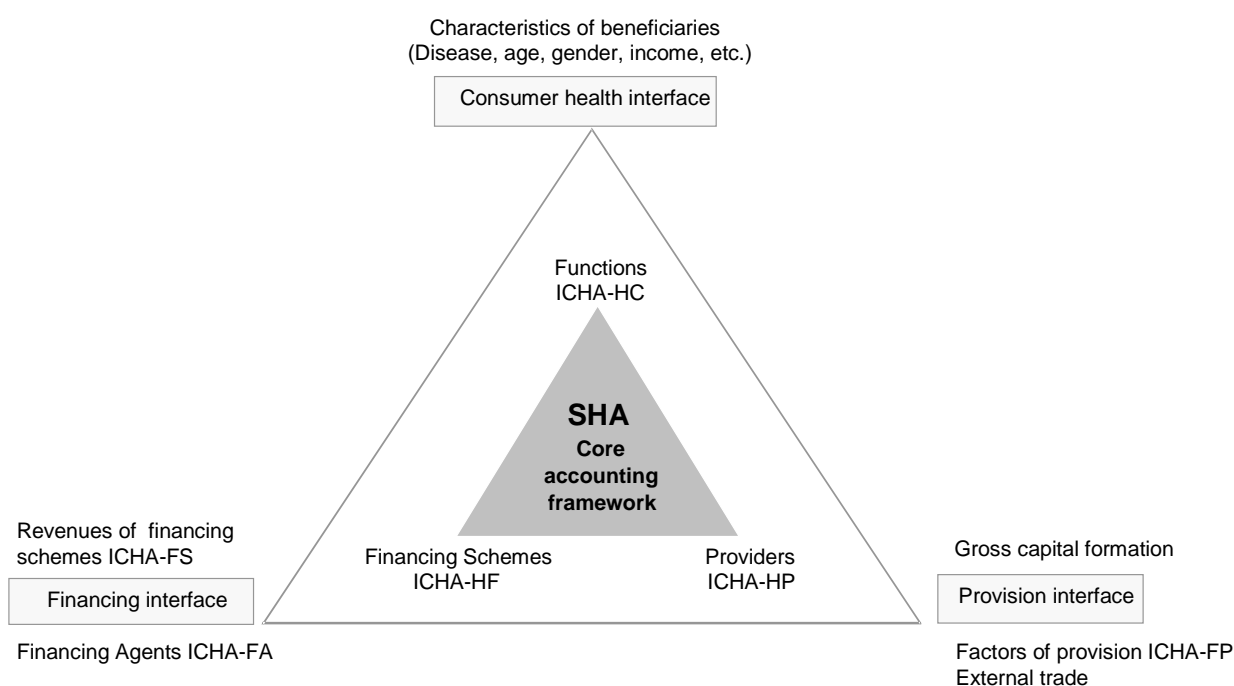 Characteristics of beneficiaries
(Disease, age, gender, income, etc.)
Consumer health interface
Functions
ICHA-HC
SHA
Core
accounting
framework
Revenues of financing
schemes ICHA-FS
Financing interface
Financing Agents ICHA-FA
Financing Schemes
ICHA-HF
Providers
ICHA-HP
Gross capital formation
Provision interface
Factors of provision ICHA-FP
External trade